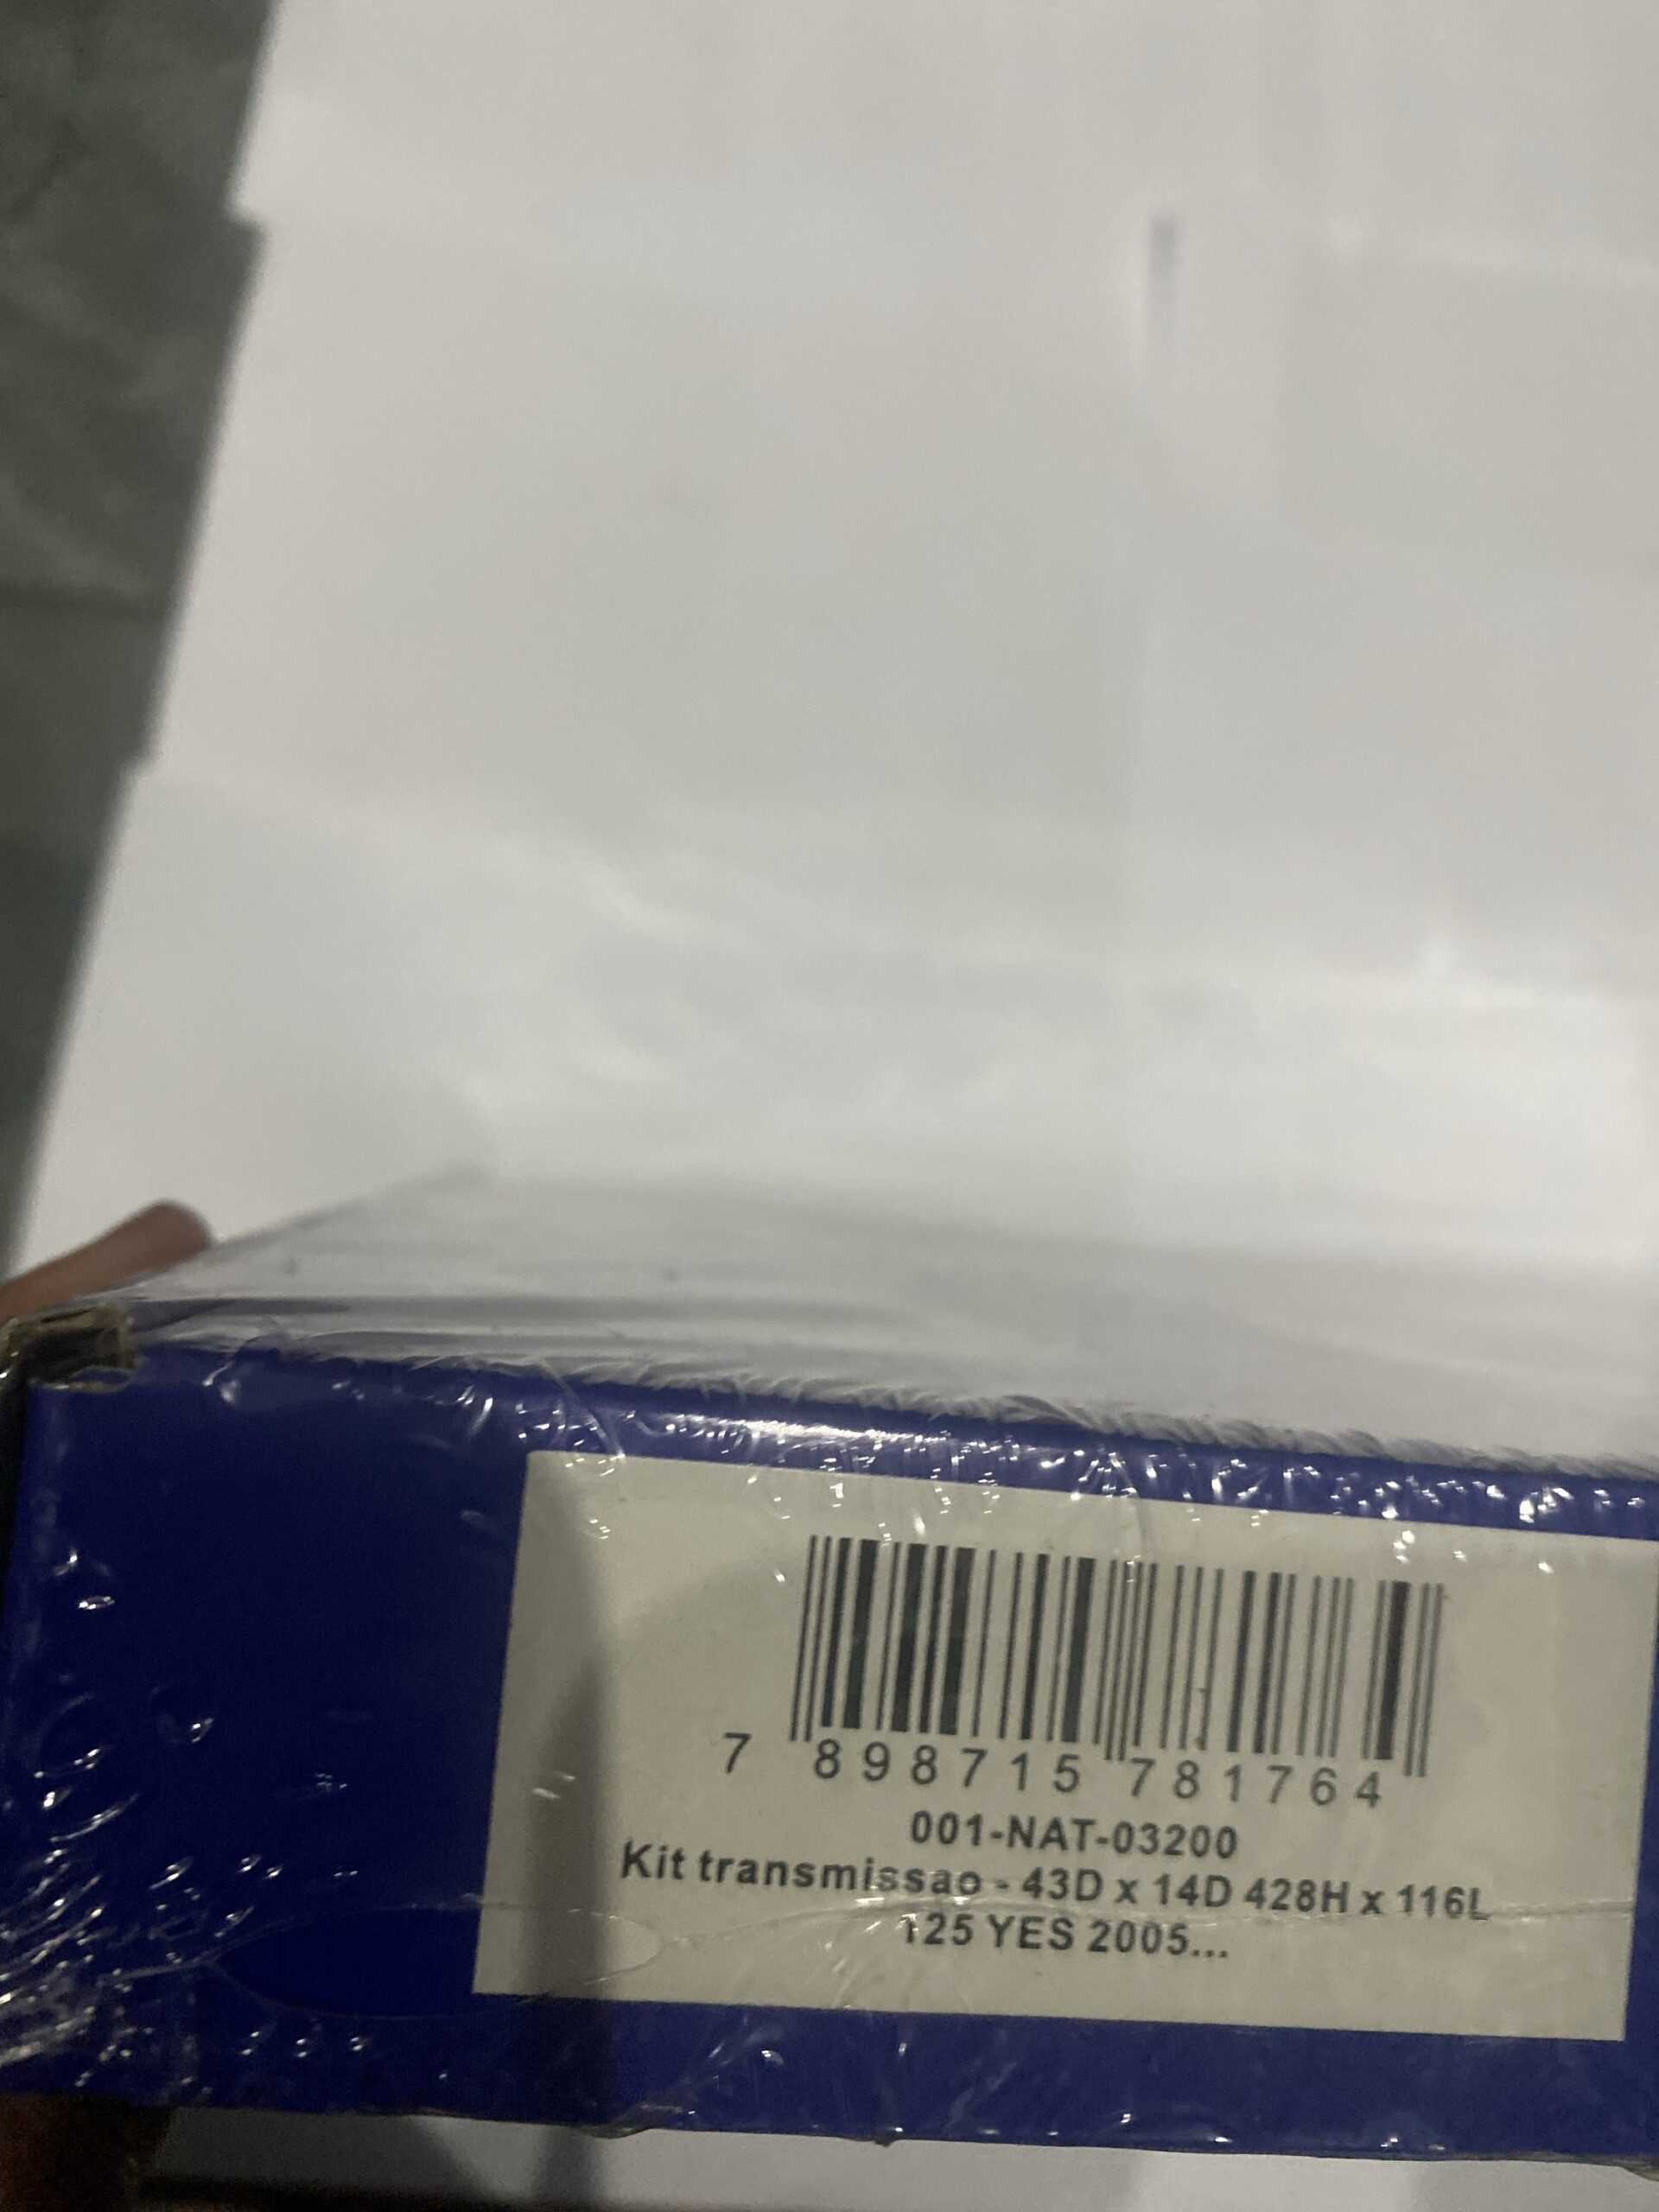 7 898715 781764
001-NAT-03200
Kit transmissao - 43D x 14D 428H x 116L
125 YES 2005...